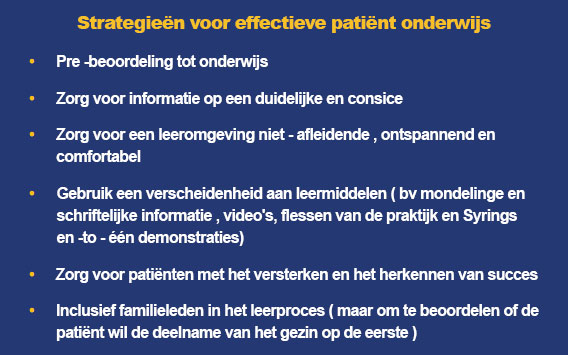 Strategieën voor effectieve patiënt onderwijs
• Pre -beoordeling tot onderwijs
• Zorg voor informatie op een duidelijke en consice
• Zorg voor een leeromgeving niet - afleidende , ontspannend en
comfortabel
• Gebruik een verscheidenheid aan leermiddelen ( bv mondelinge en
schriftelijke informatie , video's, flessen van de praktijk en Syrings
en -to - één demonstraties)
• Zorg voor patiënten met het versterken en het herkennen van succes
• Inclusief familieleden in het leerproces ( maar om te beoordelen of de
patiënt wil de deelname van het gezin op de eerste )